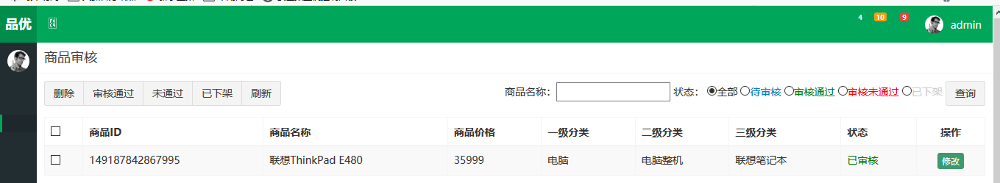 品优 4 10 9 admin
商品审核
删除 审核通过 未通过 已下架 刷新 商品名称: 状态: 全部 待审核 审核通过 审核未通过 已下架 查询
商品ID 商品名称 商品价格 一级分类 二级分类 三级分类 状态 操作
149187842867995 联想ThinkPad E480 35999 电脑 电脑整机 联想笔记本 已审核 修改